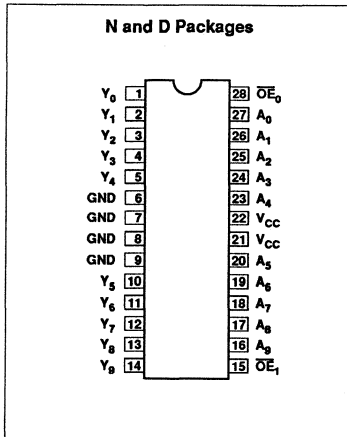 N and D Packages
Y0 1 28 OE0
Y1 2 27 A0
Y2 3 26 A1
Y3 4 25 A2
Y4 5 24 A3
GND 6 23 A4
GND 7 22 VCC
GND 8 21 VCC
GND 9 20 A5
Y5 10 19 A6
Y6 11 18 A7
Y7 12 17 A8
Y8 13 16 A9
Y9 14 15 OE1